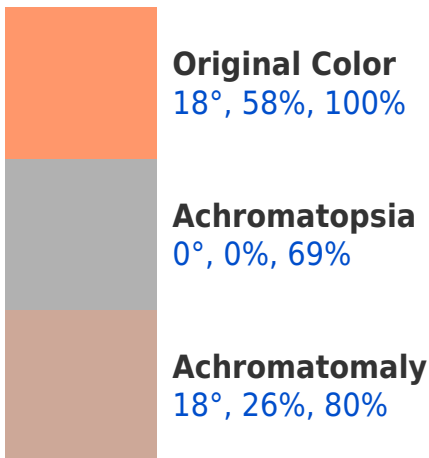 Original Color
18°, 58%, 100%
Achromatopsia
0°, 0%, 69%
Achromatomaly
18°, 26%, 80%